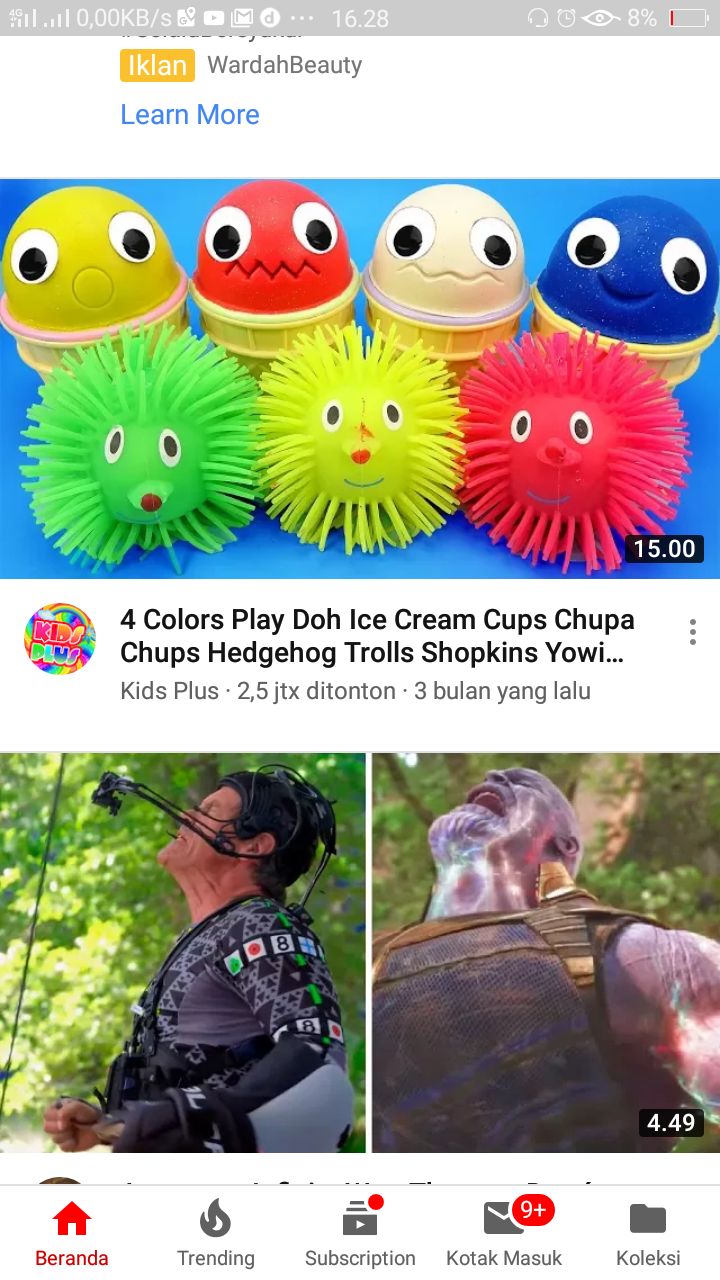 4G 0,00KB/s 16.28 8%
Iklan WardahBeauty
Learn More
15.00
KIDS
PLUS
4 Colors Play Doh Ice Cream Cups Chupa
Chups Hedgehog Trolls Shopkins Yowi...
Kids Plus · 2,5 jtx ditonton · 3 bulan yang lalu
8
8
4.49
9+
Beranda Trending Subscription Kotak Masuk Koleksi